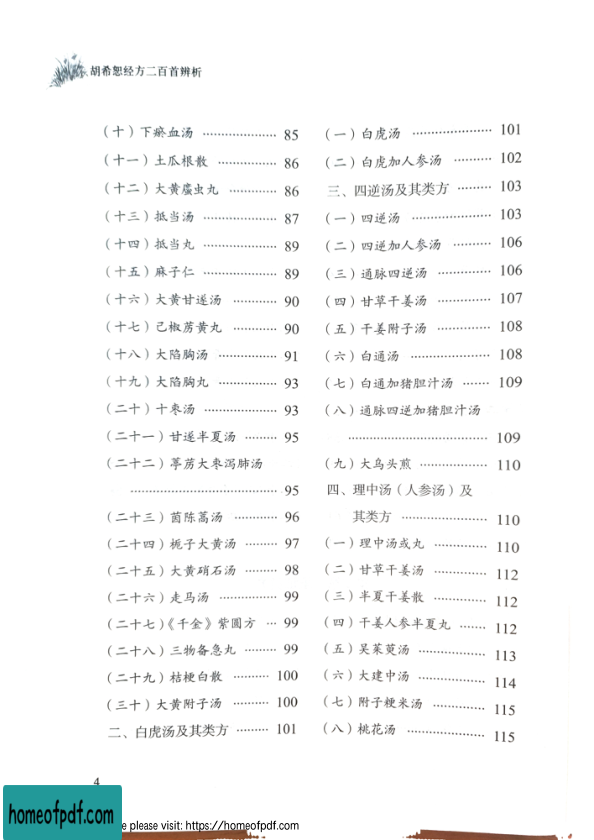 胡希恕经方二百首辨析
（十）下瘀血汤 ………………… 85
（十一）土瓜根散 ……………… 86
（十二）大黄䗪虫丸 …………… 86
（十三）抵当汤 ………………… 87
（十四）抵当丸 ………………… 89
（十五）麻子仁 ………………… 89
（十六）大黄甘遂汤 …………… 90
（十七）己椒苈黄丸 …………… 90
（十八）大陷胸汤 ……………… 91
（十九）大陷胸丸 ……………… 93
（二十）十枣汤 ………………… 93
（二十一）甘遂半夏汤 ………… 95
（二十二）葶苈大枣泻肺汤
…………………………………… 95
（二十三）茵陈蒿汤 …………… 96
（二十四）栀子大黄汤 ………… 97
（二十五）大黄硝石汤 ………… 98
（二十六）走马汤 ……………… 99
（二十七）《千金》紫圆方 … 99
（二十八）三物备急丸 ………… 99
（二十九）桔梗白散 …………… 100
（三十）大黄附子汤 …………… 100
二、白虎汤及其类方 ……… 101
（一）白虎汤 ………………… 101
（二）白虎加人参汤 ………… 102
三、四逆汤及其类方 ……… 103
（一）四逆汤 ………………… 103
（二）四逆加人参汤 ………… 106
（三）通脉四逆汤 …………… 106
（四）甘草干姜汤 …………… 107
（五）干姜附子汤 …………… 108
（六）白通汤 ………………… 108
（七）白通加猪胆汁汤 ……… 109
（八）通脉四逆加猪胆汁汤
………………………………… 109
（九）大乌头煎 ……………… 110
四、理中汤（人参汤）及
其类方 …………………… 110
（一）理中汤或丸 …………… 110
（二）甘草干姜汤 …………… 112
（三）半夏干姜散 …………… 112
（四）干姜人参半夏丸 ……… 112
（五）吴茱萸汤 ……………… 113
（六）大建中汤 ……………… 114
（七）附子粳米汤 …………… 115
（八）桃花汤 ………………… 115
4
homeofpdf.com
e please visit: https://homeofpdf.com